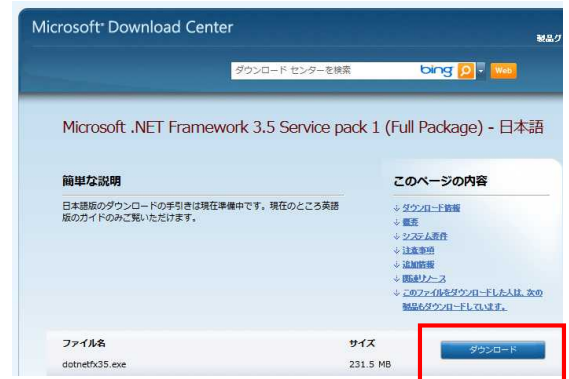 Microsoft® Download Center
製品グ
ダウンロード センターを検索 bing Web
Microsoft .NET Framework 3.5 Service pack 1 (Full Package) - 日本語
簡単な説明
日本語版のダウンロードの手引きは現在準備中です。現在のところ英語
版のガイドのみご覧いただけます。
このページの内容
↓ ダウンロード情報
↓ 概要
↓ システム要件
↓ 注意事項
↓ 追加情報
↓ 関連リソース
↓ このファイルをダウンロードした人は、次の
製品もダウンロードしています。
ファイル名 サイズ
ダウンロード
dotnetfx35.exe 231.5 MB